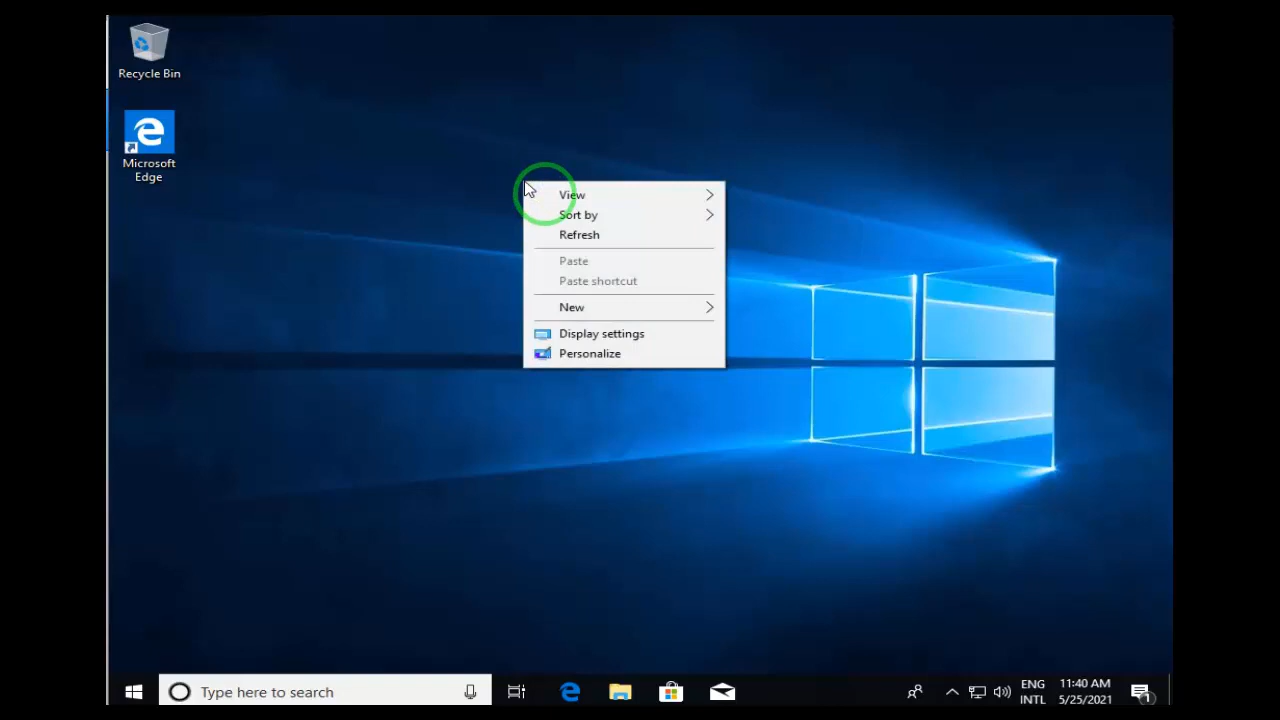 Recycle Bin
Microsoft
Edge
View
Sort by
Refresh
Paste
Paste shortcut
New
Display settings
Personalize
Type here to search
ENG
INTL
11:40 AM
5/25/2021
1